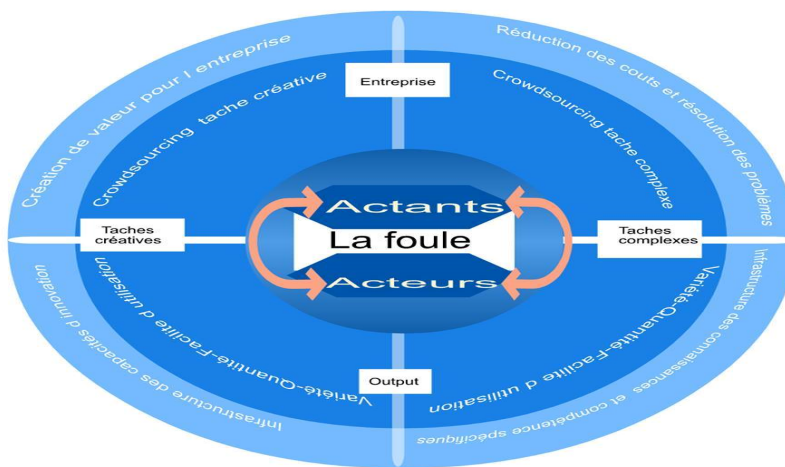 Création de valeur pour l entreprise
Réduction des couts et résolution des problèmes
Crowdsourcing tache créative
Entreprise
Crowdsourcing tache complexe
Actants
Taches
créatives
La foule
Taches
complexes
Acteurs
Variété-Quantité-Facilite d utilisation
Output
Variété-Quantité-Facilite d utilisation
Infrastructure des capacités d innovation
Infrastructure des connaissances et compétence spécifiques